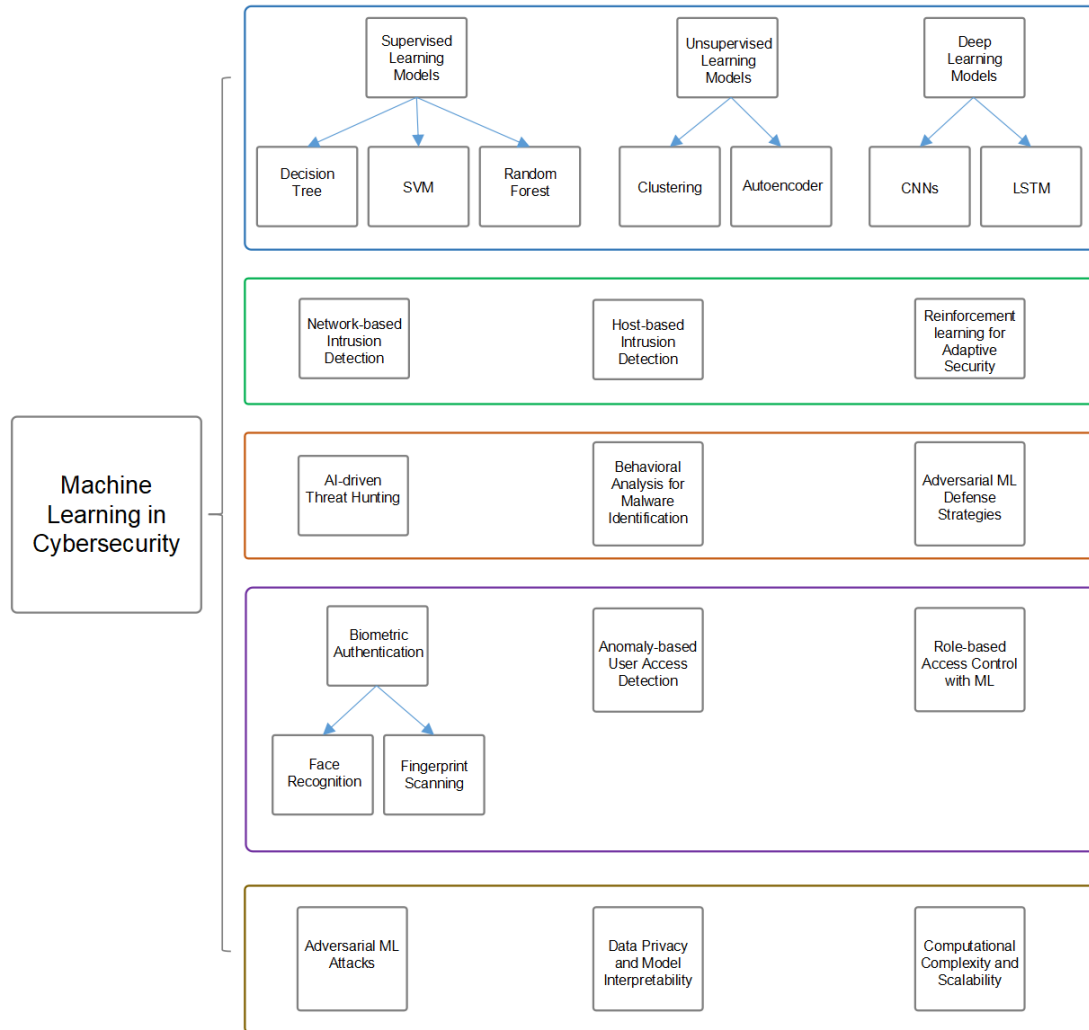 Supervised
Learning
Models
Unsupervised
Learning
Models
Deep
Learning
Models
Decision
Tree
SVM
Random
Forest
Clustering
Autoencoder
CNNs
LSTM
Network-based
Intrusion
Detection
Host-based
Intrusion
Detection
Reinforcement
learning for
Adaptive
Security
Machine
Learning in
Cybersecurity
AI-driven
Threat Hunting
Behavioral
Analysis for
Malware
Identification
Adversarial ML
Defense
Strategies
Biometric
Authentication
Anomaly-based
User Access
Detection
Role-based
Access Control
with ML
Face
Recognition
Fingerprint
Scanning
Adversarial ML
Attacks
Data Privacy
and Model
Interpretability
Computational
Complexity and
Scalability